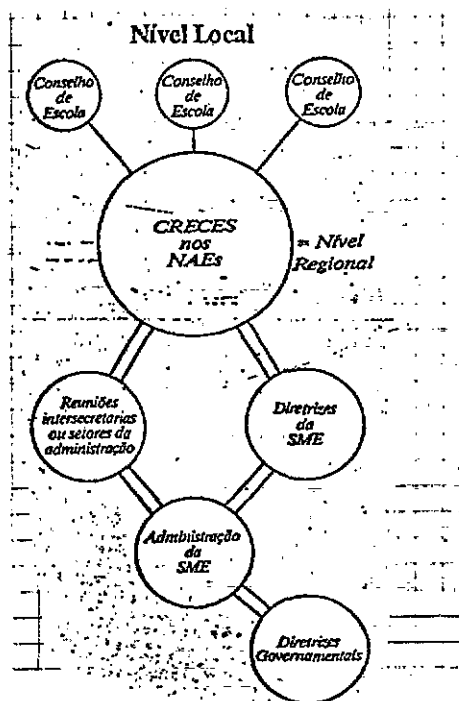 Nível Local
Conselho
de
Escola
Conselho
de
Escola
Conselho
de
Escola
CRECES
nos
NAEs
= Nível
Regional
Reuniões
intersecretarias
ou setores da
administração
Diretrizes
da
SME
Administração
da
SME
Diretrizes
Governamentais